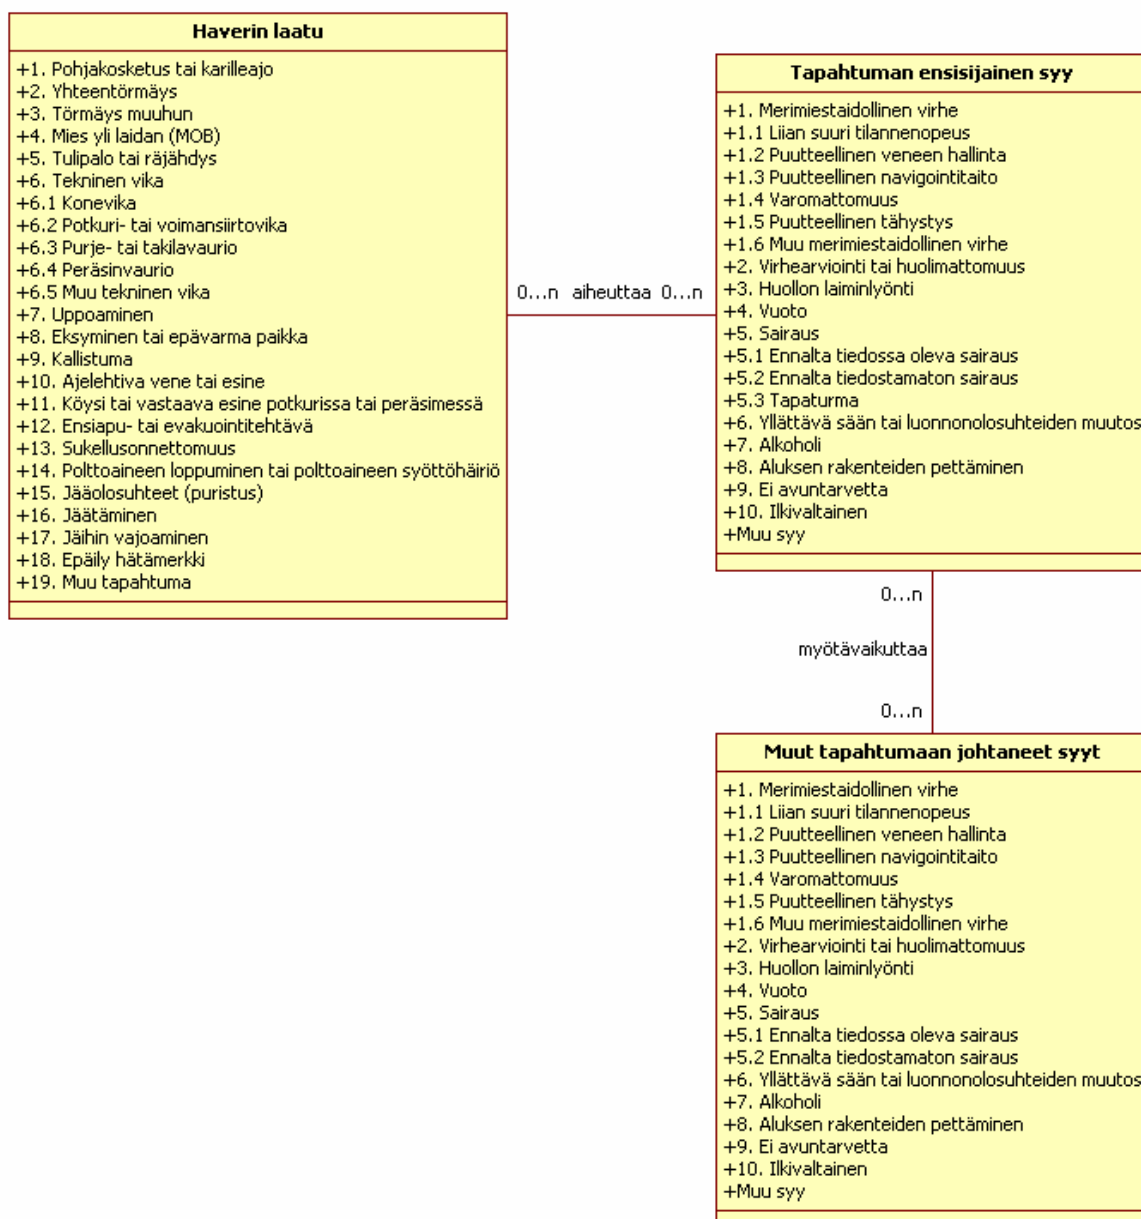 Haverin laatu
+1. Pohjakosketus tai karilleajo
+2. Yhteentörmäys
+3. Törmäys muuhun
+4. Mies yli laidan (MOB)
+5. Tulipalo tai räjähdys
+6. Tekninen vika
+6.1 Konevika
+6.2 Potkuri- tai voimansiirtovika
+6.3 Purje- tai takilavaurio
+6.4 Peräsinvaurio
+6.5 Muu tekninen vika
+7. Uppoaminen
+8. Eksyminen tai epävarma paikka
+9. Kallistuma
+10. Ajelehtiva vene tai esine
+11. Köysi tai vastaava esine potkurissa tai peräsimessä
+12. Ensiapu- tai evakuointitehtävä
+13. Sukellusonnettomuus
+14. Polttoaineen loppuminen tai polttoaineen syöttöhäiriö
+15. Jääolosuhteet (puristus)
+16. Jäätäminen
+17. Jäihin vajoaminen
+18. Epäily hätämerkki
+19. Muu tapahtuma
0...n aiheuttaa 0...n
Tapahtuman ensisijainen syy
+1. Merimiestaidollinen virhe
+1.1 Liian suuri tilannenopeus
+1.2 Puutteellinen veneen hallinta
+1.3 Puutteellinen navigointitaito
+1.4 Varomattomuus
+1.5 Puutteellinen tähystys
+1.6 Muu merimiestaidollinen virhe
+2. Virhearviointi tai huolimattomuus
+3. Huollon laiminlyönti
+4. Vuoto
+5. Sairaus
+5.1 Ennalta tiedossa oleva sairaus
+5.2 Ennalta tiedostamaton sairaus
+5.3 Tapaturma
+6. Yllättävä sään tai luonnonolosuhteiden muutos
+7. Alkoholi
+8. Aluksen rakenteiden pettäminen
+9. Ei avuntarvetta
+10. Ilkivaltainen
+Muu syy
0...n
myötävaikuttaa
0...n
Muut tapahtumaan johtaneet syyt
+1. Merimiestaidollinen virhe
+1.1 Liian suuri tilannenopeus
+1.2 Puutteellinen veneen hallinta
+1.3 Puutteellinen navigointitaito
+1.4 Varomattomuus
+1.5 Puutteellinen tähystys
+1.6 Muu merimiestaidollinen virhe
+2. Virhearviointi tai huolimattomuus
+3. Huollon laiminlyönti
+4. Vuoto
+5. Sairaus
+5.1 Ennalta tiedossa oleva sairaus
+5.2 Ennalta tiedostamaton sairaus
+6. Yllättävä sään tai luonnonolosuhteiden muutos
+7. Alkoholi
+8. Aluksen rakenteiden pettäminen
+9. Ei avuntarvetta
+10. Ilkivaltainen
+Muu syy